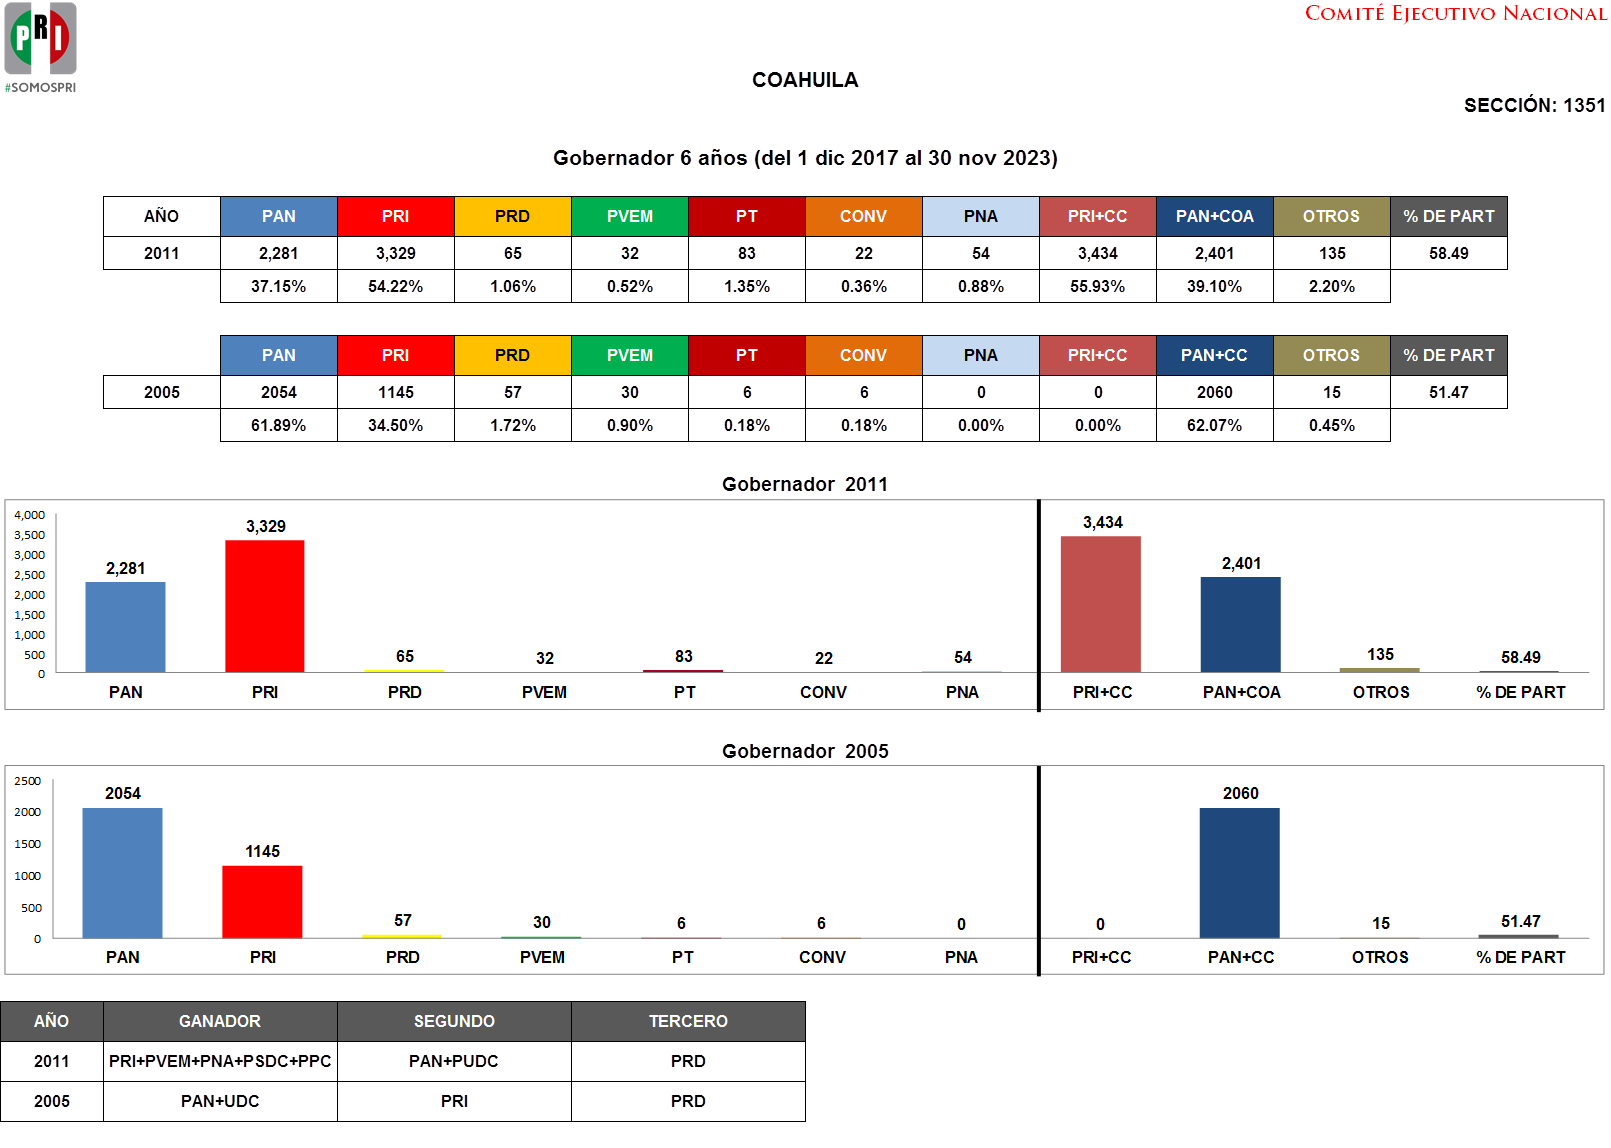 PRI
#SOMOSPRI
COMITÉ EJECUTIVO NACIONAL
COAHUILA
SECCIÓN: 1351
Gobernador 6 años (del 1 dic 2017 al 30 nov 2023)
AÑO PAN PRI PRD PVEM PT CONV PNA PRI+CC PAN+COA OTROS % DE PART
2011 2,281 3,329 65 32 83 22 54 3,434 2,401 135 58.49
37.15% 54.22% 1.06% 0.52% 1.35% 0.36% 0.88% 55.93% 39.10% 2.20%
PAN PRI PRD PVEM PT CONV PNA PRI+CC PAN+CC OTROS % DE PART
2005 2054 1145 57 30 6 6 0 0 2060 15 51.47
61.89% 34.50% 1.72% 0.90% 0.18% 0.18% 0.00% 0.00% 62.07% 0.45%
Gobernador 2011
4,000
3,500
3,000
2,500
2,000
1,500
1,000
500
0
2,281 3,329 65 32 83 22 54 3,434 2,401 135 58.49
PAN PRI PRD PVEM PT CONV PNA PRI+CC PAN+COA OTROS % DE PART
Gobernador 2005
2500
2000
1500
1000
500
0
2054 1145 57 30 6 6 0 0 2060 15 51.47
PAN PRI PRD PVEM PT CONV PNA PRI+CC PAN+CC OTROS % DE PART
AÑO GANADOR SEGUNDO TERCERO
2011 PRI+PVEM+PNA+PSDC+PPC PAN+PUDC PRD
2005 PAN+UDC PRI PRD